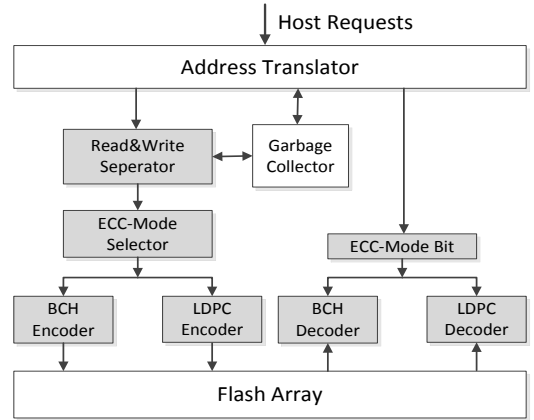 Host Requests
Address Translator
Read&Write
Seperator
Garbage
Collector
ECC-Mode
Selector
ECC-Mode Bit
BCH
Encoder
LDPC
Encoder
BCH
Decoder
LDPC
Decoder
Flash Array